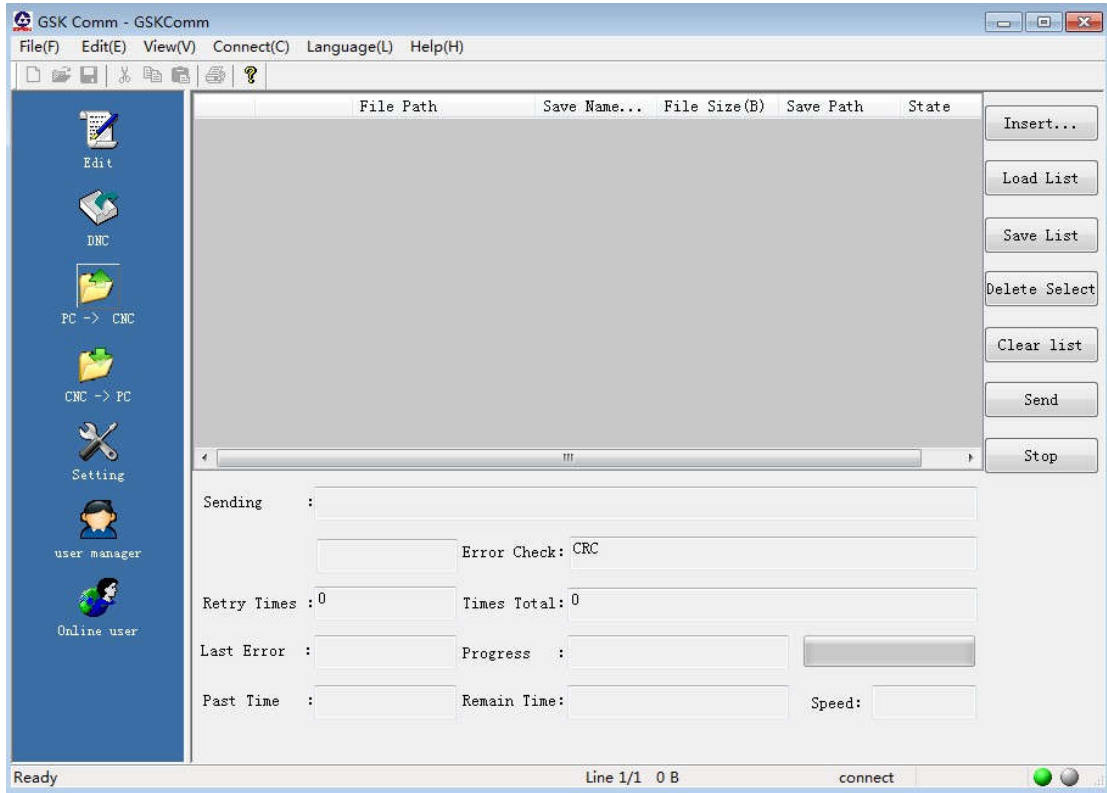 GSK Comm - GSKComm
File(F) Edit(E) View(V) Connect(C) Language(L) Help(H)
File Path Save Name... File Size(B) Save Path State
Edit
DNC
PC -> CNC
CNC -> PC
Setting
user manager
Online user
Insert...
Load List
Save List
Delete Select
Clear list
Send
Stop
Sending :
Error Check: CRC
Retry Times :0 Times Total: 0
Last Error : Progress :
Past Time : Remain Time: Speed:
Ready Line 1/1 0 B connect